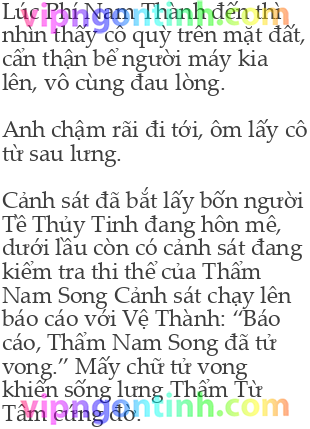 Lúc Phí Nam Thành đến thì
nhìn thấy cô quỳ trên mặt đất,
cẩn thận bế người máy kia
lên, vô cùng đau lòng.

Anh chậm rãi đi tới, ôm lấy cô
từ sau lưng.

Cảnh sát đã bắt lấy bốn người
Tề Thủy Tinh đang hôn mê,
dưới lầu còn có cảnh sát đang
kiểm tra thi thể của Thẩm
Nam Song Cảnh sát chạy lên
báo cáo với Vệ Thành: “Báo
cáo, Thẩm Nam Song đã tử
vong.” Mấy chữ tử vong
khiến sống lưng Thẩm Từ
Tâm cứng đờ.
vipngontinh.com
vipngontinh.com